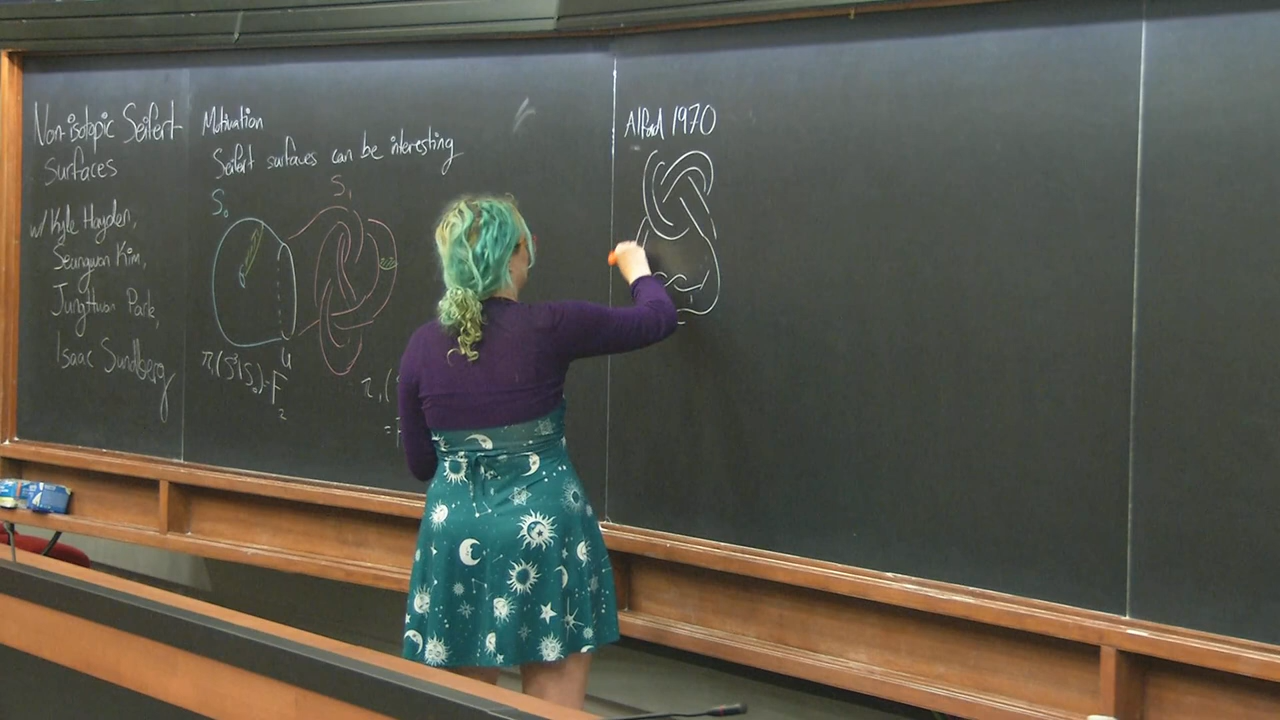 Non-isotopic Seifert
Surfaces
w/ Kyle Hayden,
Seungwon Kim,
JungHwan Park,
Isaac Sundberg
Motivation
Seifert surfaces can be interesting
S₀
S₁
U
π₁(S³\S₀)=F₂
π₁(
=
Alford 1970